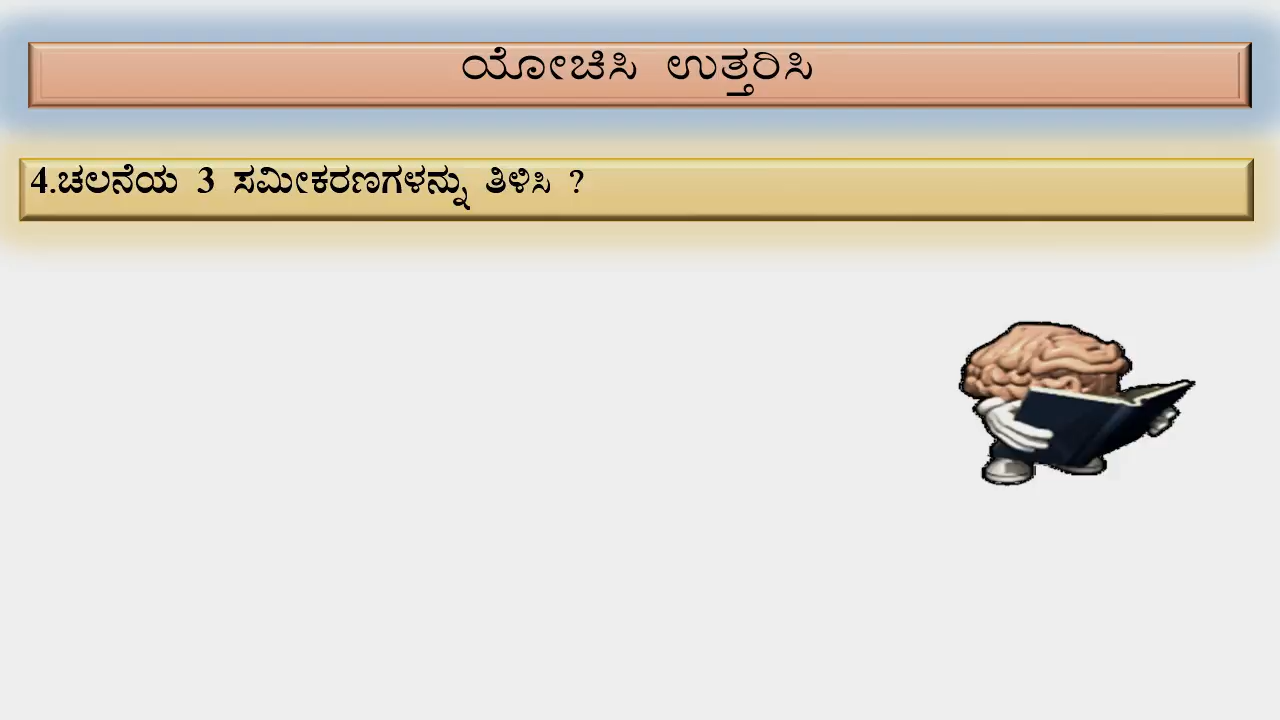 ಯೋಚಿಸಿ ಉತ್ತರಿಸಿ
4.ಚಲನೆಯ 3 ಸಮೀಕರಣಗಳನ್ನು ತಿಳಿಸಿ ?